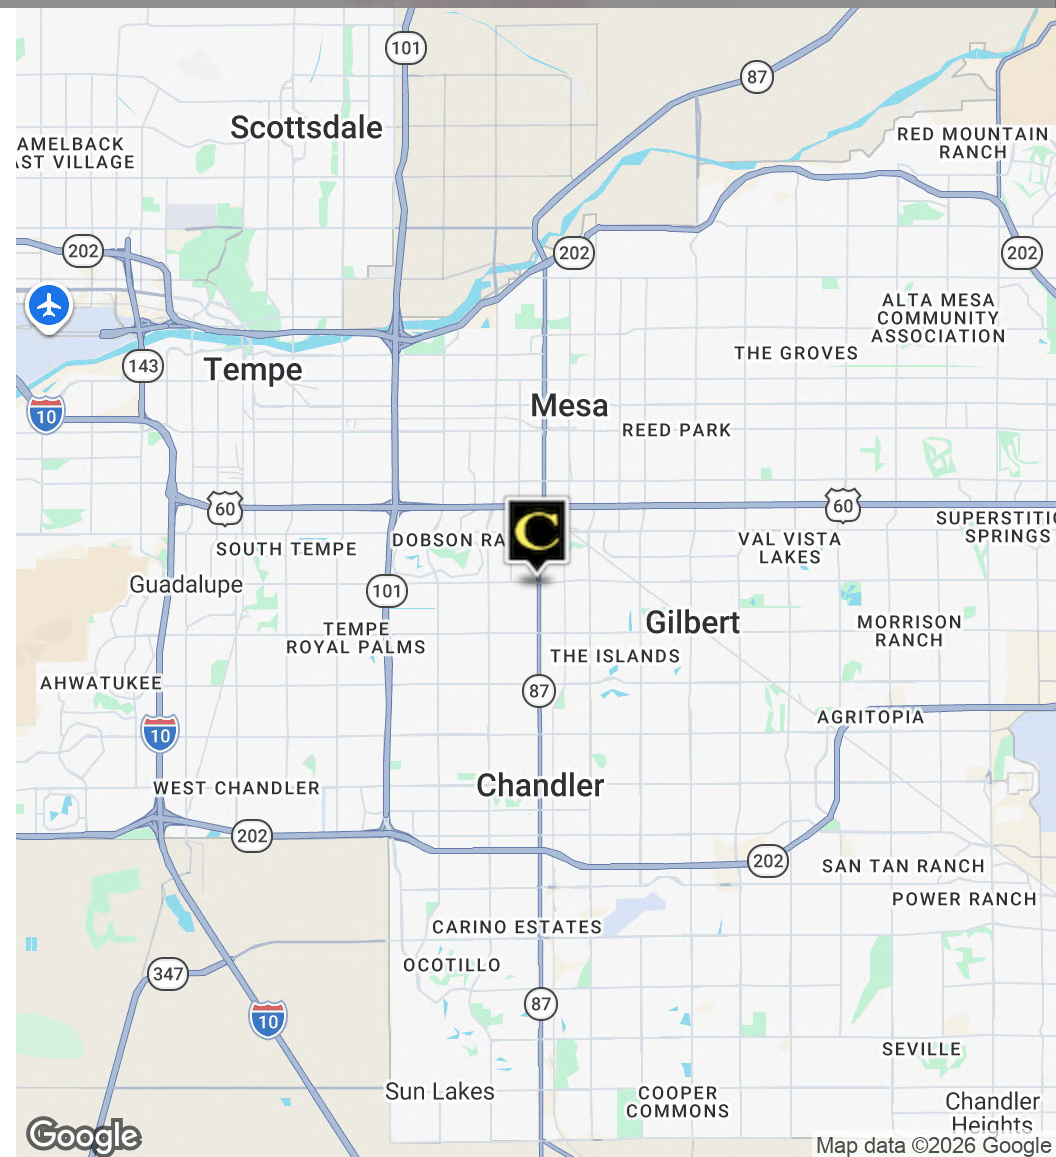 101
87
Scottsdale
AMELBACK
AST VILLAGE
RED MOUNTAIN
RANCH
202
202
202
ALTA MESA
COMMUNITY
ASSOCIATION
THE GROVES
143
Tempe
10
Mesa
REED PARK
60
60
C
SUPERSTITIO
SPRINGS
SOUTH TEMPE
DOBSON RA
VAL VISTA
LAKES
Guadalupe
101
Gilbert
MORRISON
RANCH
TEMPE
ROYAL PALMS
THE ISLANDS
AHWATUKEE
87
10
AGRITOPIA
WEST CHANDLER
Chandler
202
202
SAN TAN RANCH
POWER RANCH
CARINO ESTATES
OCOTILLO
347
87
10
SEVILLE
Sun Lakes
COOPER
COMMONS
Chandler
Heights
Google
Map data ©2026 Google